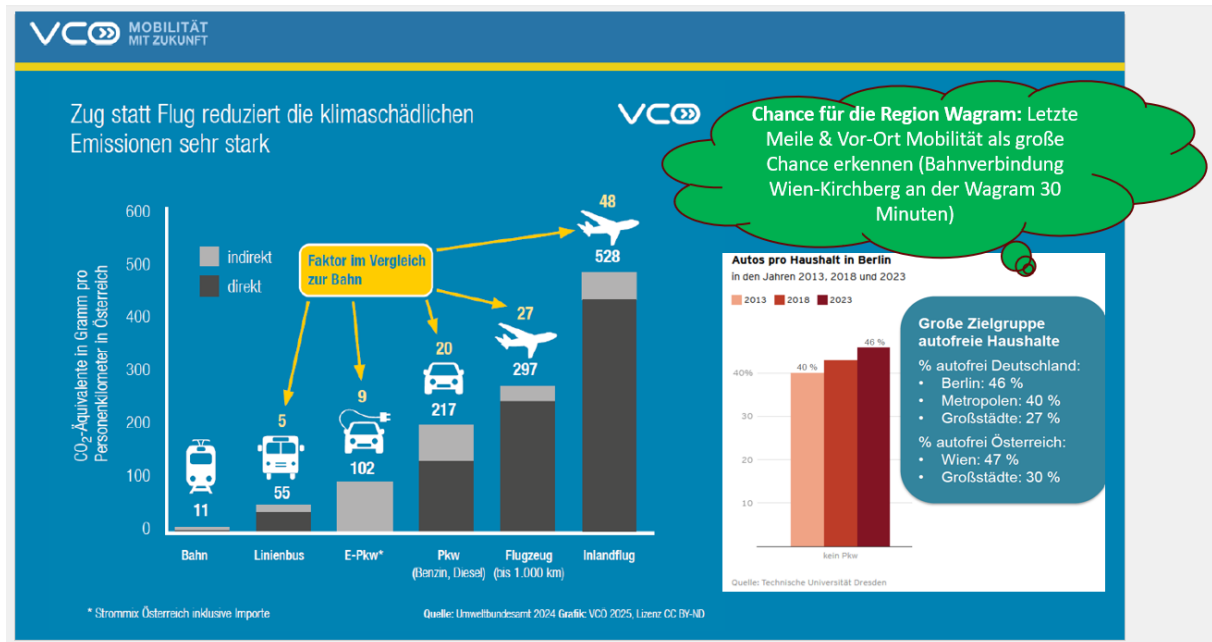 VCÖ MOBILITÄT
MIT ZUKUNFT
Zug statt Flug reduziert die klimaschädlichen
Emissionen sehr stark
VCÖ
Chance für die Region Wagram: Letzte
Meile & Vor-Ort Mobilität als große
Chance erkennen (Bahnverbindung
Wien-Kirchberg an der Wagram 30
Minuten)
CO₂-Äquivalente in Gramm pro
Personenkilometer in Österreich
600
500
400
300
200
100
0
indirekt
direkt
Faktor im Vergleich
zur Bahn
11
5
55
9
102
20
217
27
297
48
528
Bahn
Linienbus
E-Pkw*
Pkw
(Benzin, Diesel)
Flugzeug
(bis 1.000 km)
Inlandflug
* Strommix Österreich inklusive Importe
Quelle: Umweltbundesamt 2024 Grafik: VCÖ 2025, Lizenz CC BY-ND
Autos pro Haushalt in Berlin
in den Jahren 2013, 2018 und 2023
2013 2018 2023
40%
30
20
10
40 %
46 %
kein Pkw
Quelle: Technische Universität Dresden
Große Zielgruppe
autofreie Haushalte
% autofrei Deutschland:
• Berlin: 46 %
• Metropolen: 40 %
• Großstädte: 27 %
% autofrei Österreich:
• Wien: 47 %
• Großstädte: 30 %